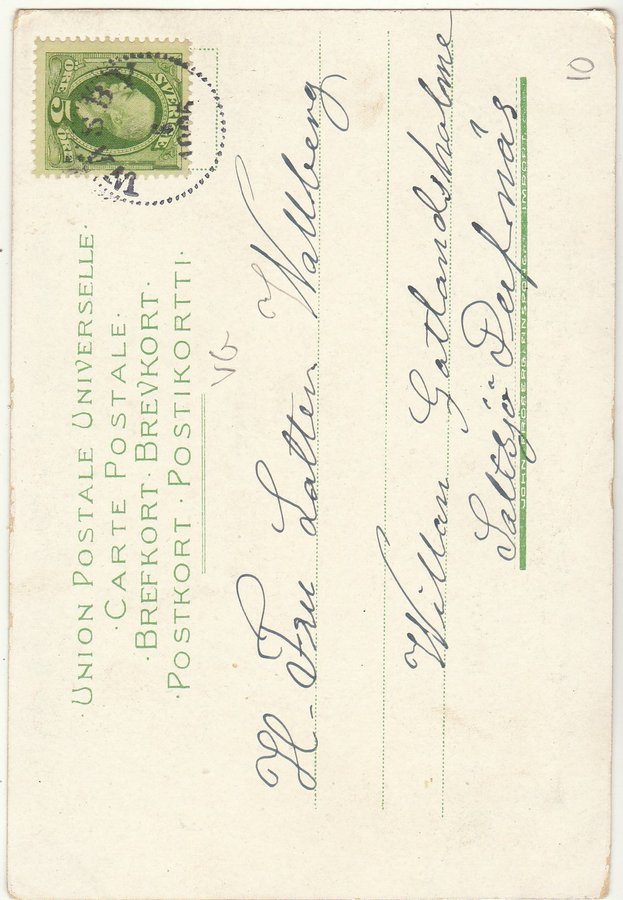 UNION POSTALE UNIVERSELLE.
·CARTE POSTALE·
·BREFKORT·BREVKORT·
·POSTKORT·POSTIKORTTI·
SVERIGE
5
ÖRE
H- Fru Lotten Wallberg
Willan Gotlandsholme
Saltsjö
IMPORT
10